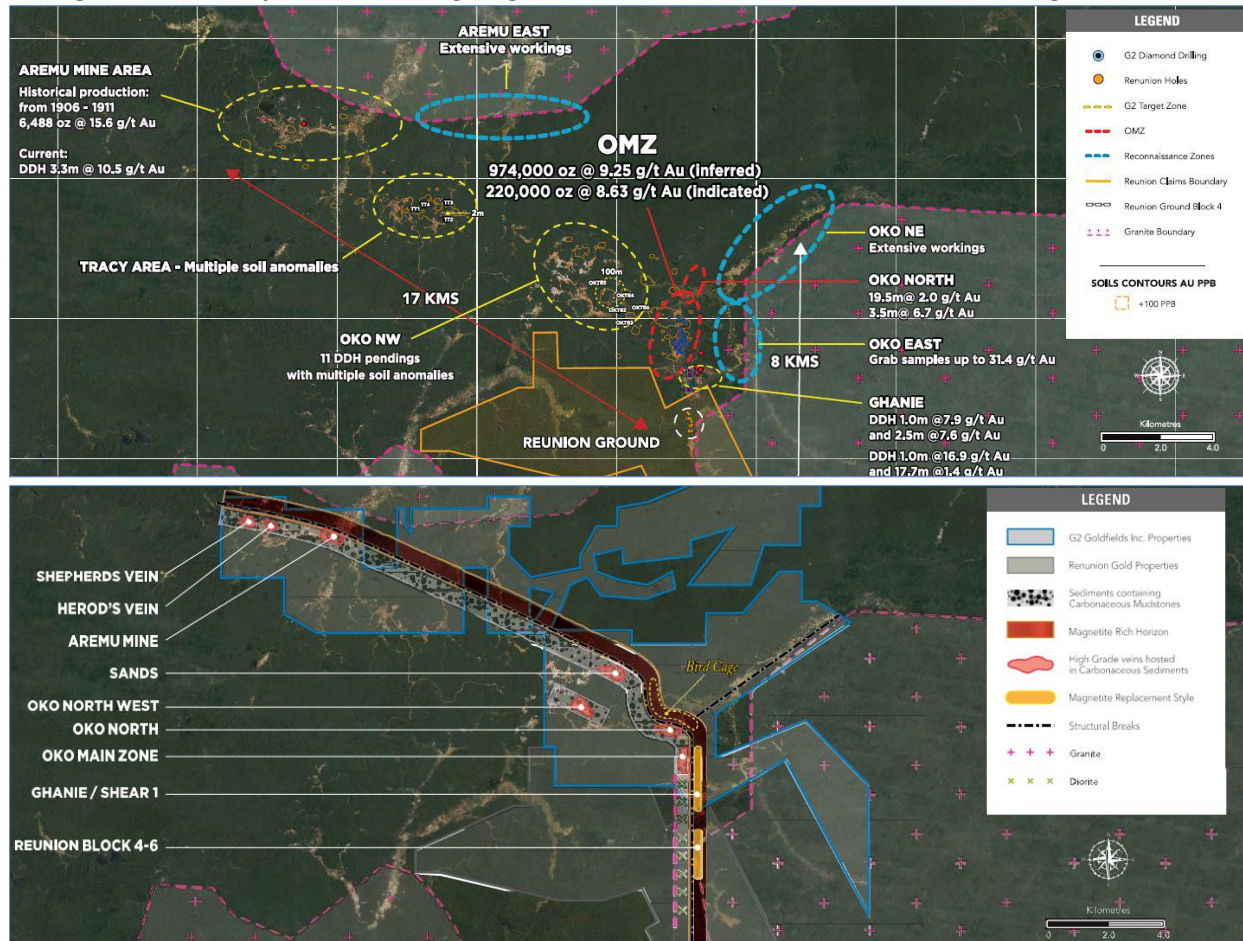 AREMU EAST
Extensive workings
AREMU MINE AREA
Historical production:
from 1906 - 1911
6,488 oz @ 15.6 g/t Au
Current:
DDH 3.3m @ 10.5 g/t Au
OMZ
974,000 oz @ 9.25 g/t Au (inferred)
220,000 oz @ 8.63 g/t Au (indicated)
TT1
TT3
TT2
2m
TRACY AREA - Multiple soil anomalies
17 KMS
100m
OKO NW
11 DDH pendings
with multiple soil anomalies
OKO NE
Extensive workings
OKO NORTH
19.5m@ 2.0 g/t Au
3.5m@ 6.7 g/t Au
OKO EAST
Grab samples up to 31.4 g/t Au
8 KMS
GHANIE
DDH 1.0m @7.9 g/t Au
and 2.5m @7.6 g/t Au
DDH 1.0m @16.9 g/t Au
and 17.7m @1.4 g/t Au
REUNION GROUND
LEGEND
G2 Diamond Drilling
Renunion Holes
G2 Target Zone
OMZ
Reconnaissance Zones
Reunion Claims Boundary
Reunion Ground Block 4
Granite Boundary
SOILS CONTOURS AU PPB
+100 PPB
Kilometres
0 2.0 4.0
SHEPHERDS VEIN
HEROD'S VEIN
AREMU MINE
SANDS
OKO NORTH WEST
OKO NORTH
OKO MAIN ZONE
GHANIE / SHEAR 1
REUNION BLOCK 4-6
Bird Cage
LEGEND
G2 Goldfields Inc. Properties
Renunion Gold Properties
Sediments containing
Carbonaceous Mudstones
Magnetite Rich Horizon
High Grade veins hosted
in Carbonaceous Sediments
Magnetite Replacement Style
Structural Breaks
Granite
Diorite
Kilometres
0 2.0 4.0